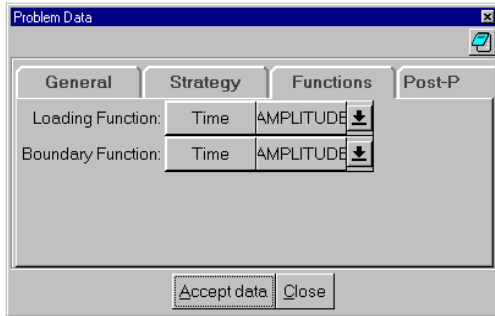 Problem Data
General Strategy Functions Post-P
Loading Function: Time AMPLITUDE
Boundary Function: Time AMPLITUDE
Accept data Close